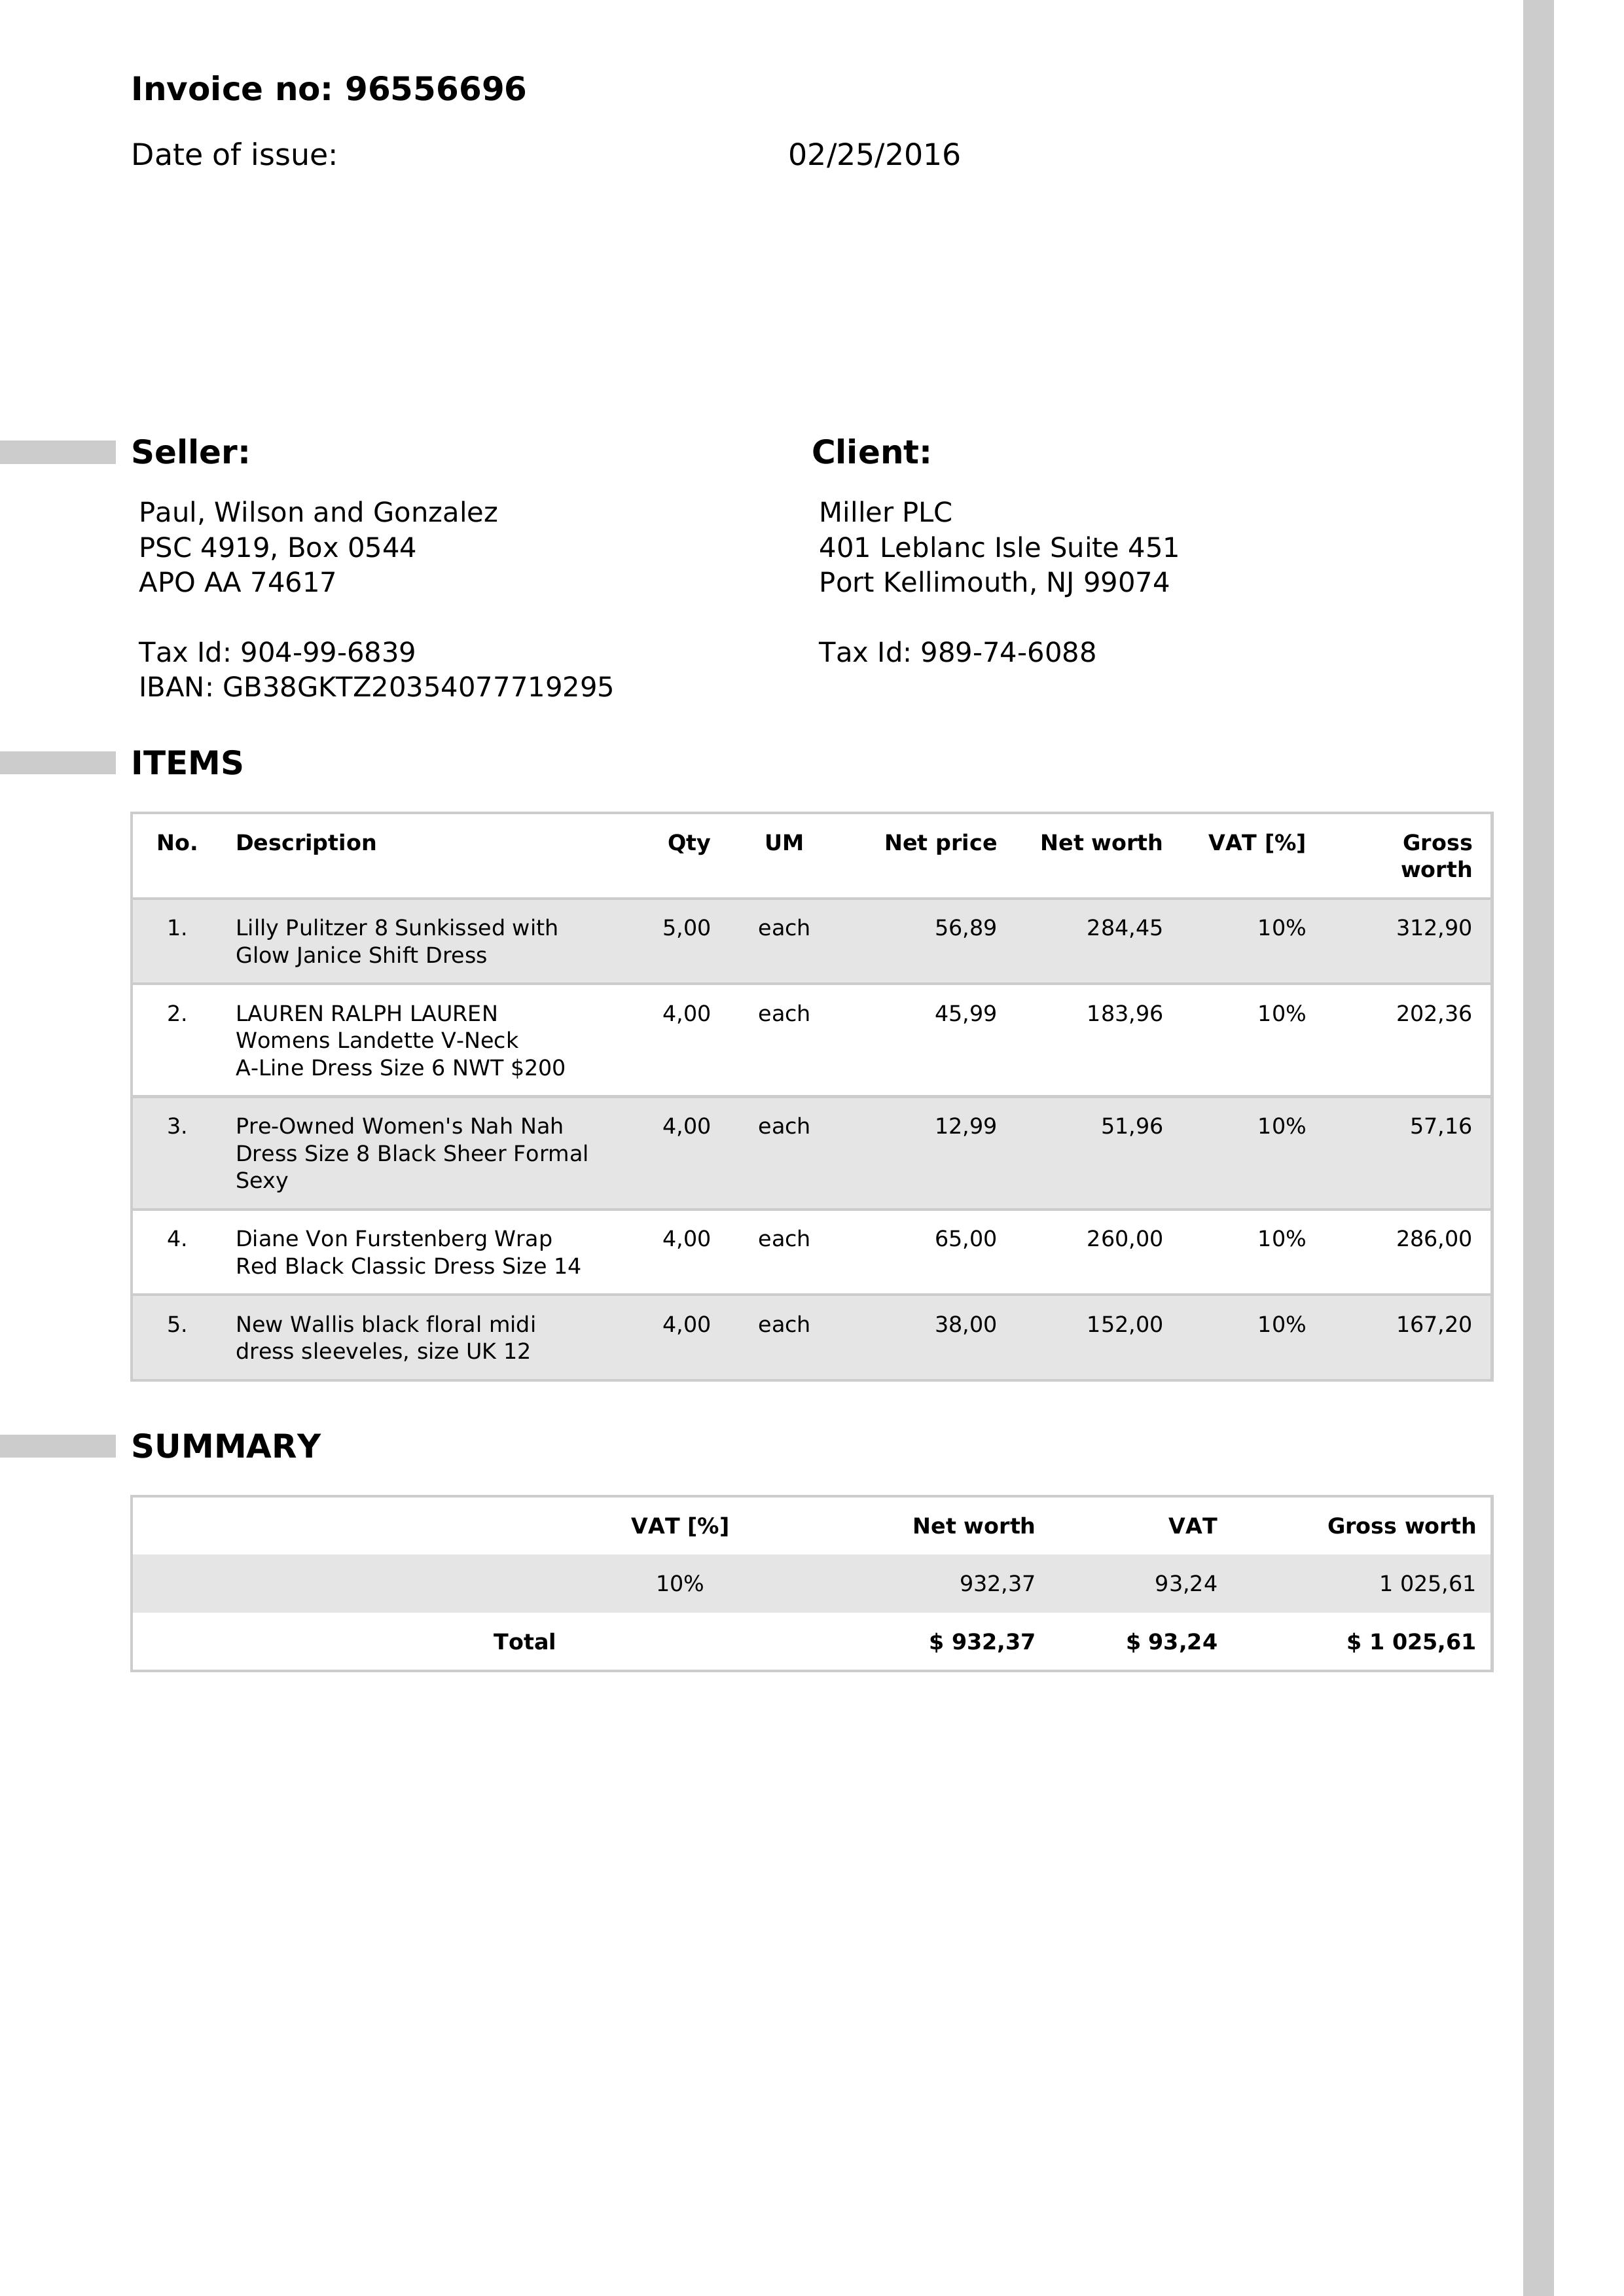 Invoice no: 96556696
Date of issue: 02/25/2016
Seller:
Paul, Wilson and Gonzalez
PSC 4919, Box 0544
APO AA 74617
Tax Id: 904-99-6839
IBAN: GB38GKTZ20354077719295
Client:
Miller PLC
401 Leblanc Isle Suite 451
Port Kellimouth, NJ 99074
Tax Id: 989-74-6088
ITEMS
No. Description Qty UM Net price Net worth VAT [%] Gross
worth
1. Lilly Pulitzer 8 Sunkissed with 5,00 each 56,89 284,45 10% 312,90
Glow Janice Shift Dress
2. LAUREN RALPH LAUREN 4,00 each 45,99 183,96 10% 202,36
Womens Landette V-Neck
A-Line Dress Size 6 NWT $200
3. Pre-Owned Women's Nah Nah 4,00 each 12,99 51,96 10% 57,16
Dress Size 8 Black Sheer Formal
Sexy
4. Diane Von Furstenberg Wrap 4,00 each 65,00 260,00 10% 286,00
Red Black Classic Dress Size 14
5. New Wallis black floral midi 4,00 each 38,00 152,00 10% 167,20
dress sleeveles, size UK 12
SUMMARY
VAT [%] Net worth VAT Gross worth
10% 932,37 93,24 1 025,61
Total $ 932,37 $ 93,24 $ 1 025,61